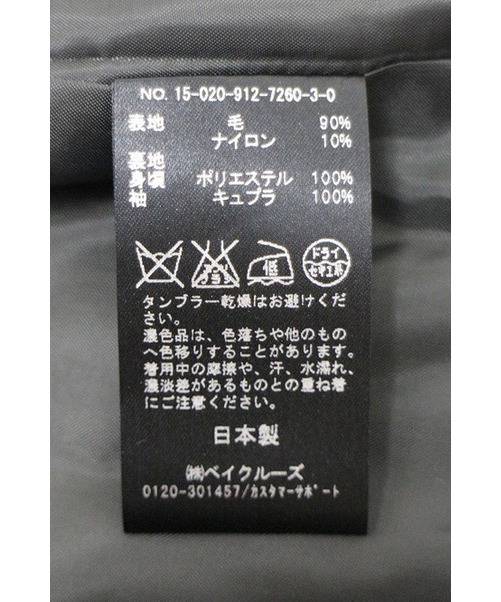 NO. 15-020-912-7260-3-0
表地 毛 90%
ナイロン 10%
裏地
身頃 ポリエステル 100%
袖 キュプラ 100%
エンソサラシ
低
ドライ
セキユ系
タンブラー乾燥はお避けくだ
さい。
濃色品は、色落ちや他のもの
へ色移りすることがあります。
着用中の摩擦や、汗、水濡れ、
濃淡差があるものとの重ね着
にご注意ください。
日本製
㈱ベイクルーズ
0120-301457/カスタマーサポート